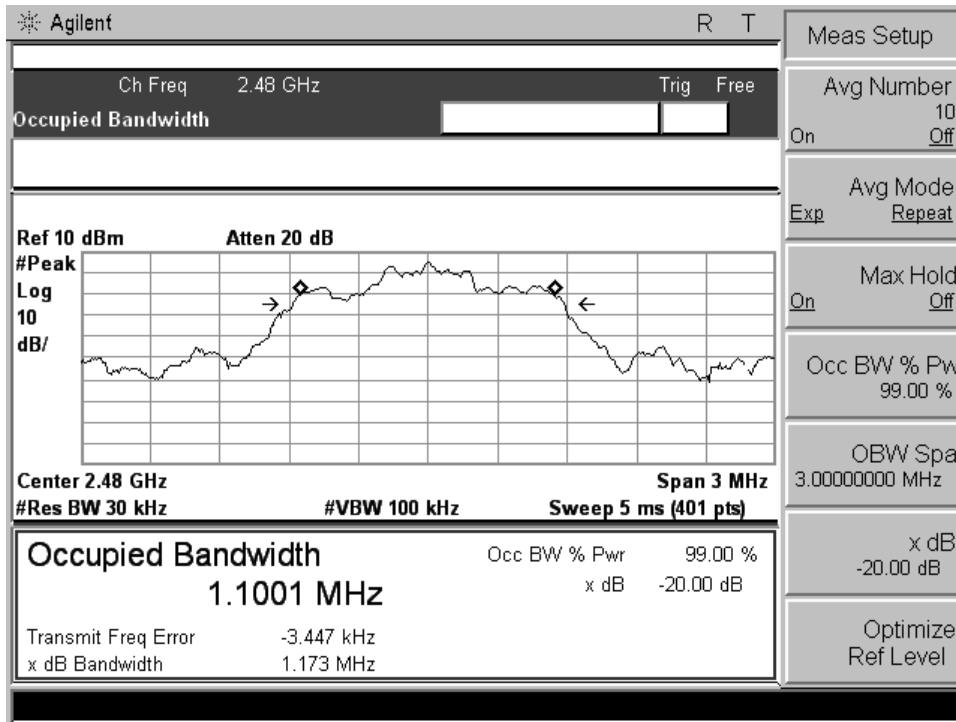 Agilent R T
Meas Setup
Ch Freq 2.48 GHz Trig Free
Occupied Bandwidth
Avg Number
10
On Off
Avg Mode
Exp Repeat
Max Hold
On Off
Occ BW % Pw
99.00 %
OBW Spa
3.00000000 MHz
x dB
-20.00 dB
Optimize
Ref Level
Ref 10 dBm Atten 20 dB
#Peak
Log
10
dB/
Center 2.48 GHz Span 3 MHz
#Res BW 30 kHz #VBW 100 kHz Sweep 5 ms (401 pts)
Occupied Bandwidth Occ BW % Pwr 99.00 %
1.1001 MHz x dB -20.00 dB
Transmit Freq Error -3.447 kHz
x dB Bandwidth 1.173 MHz